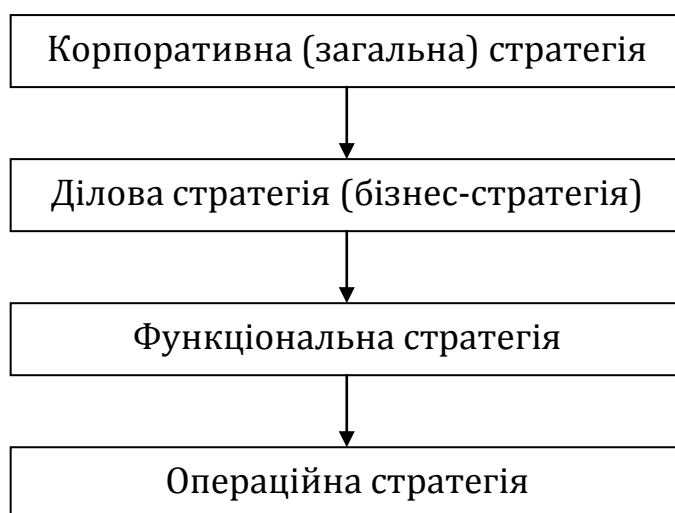 Корпоративна (загальна) стратегія
Ділова стратегія (бізнес-стратегія)
Функціональна стратегія
Операційна стратегія